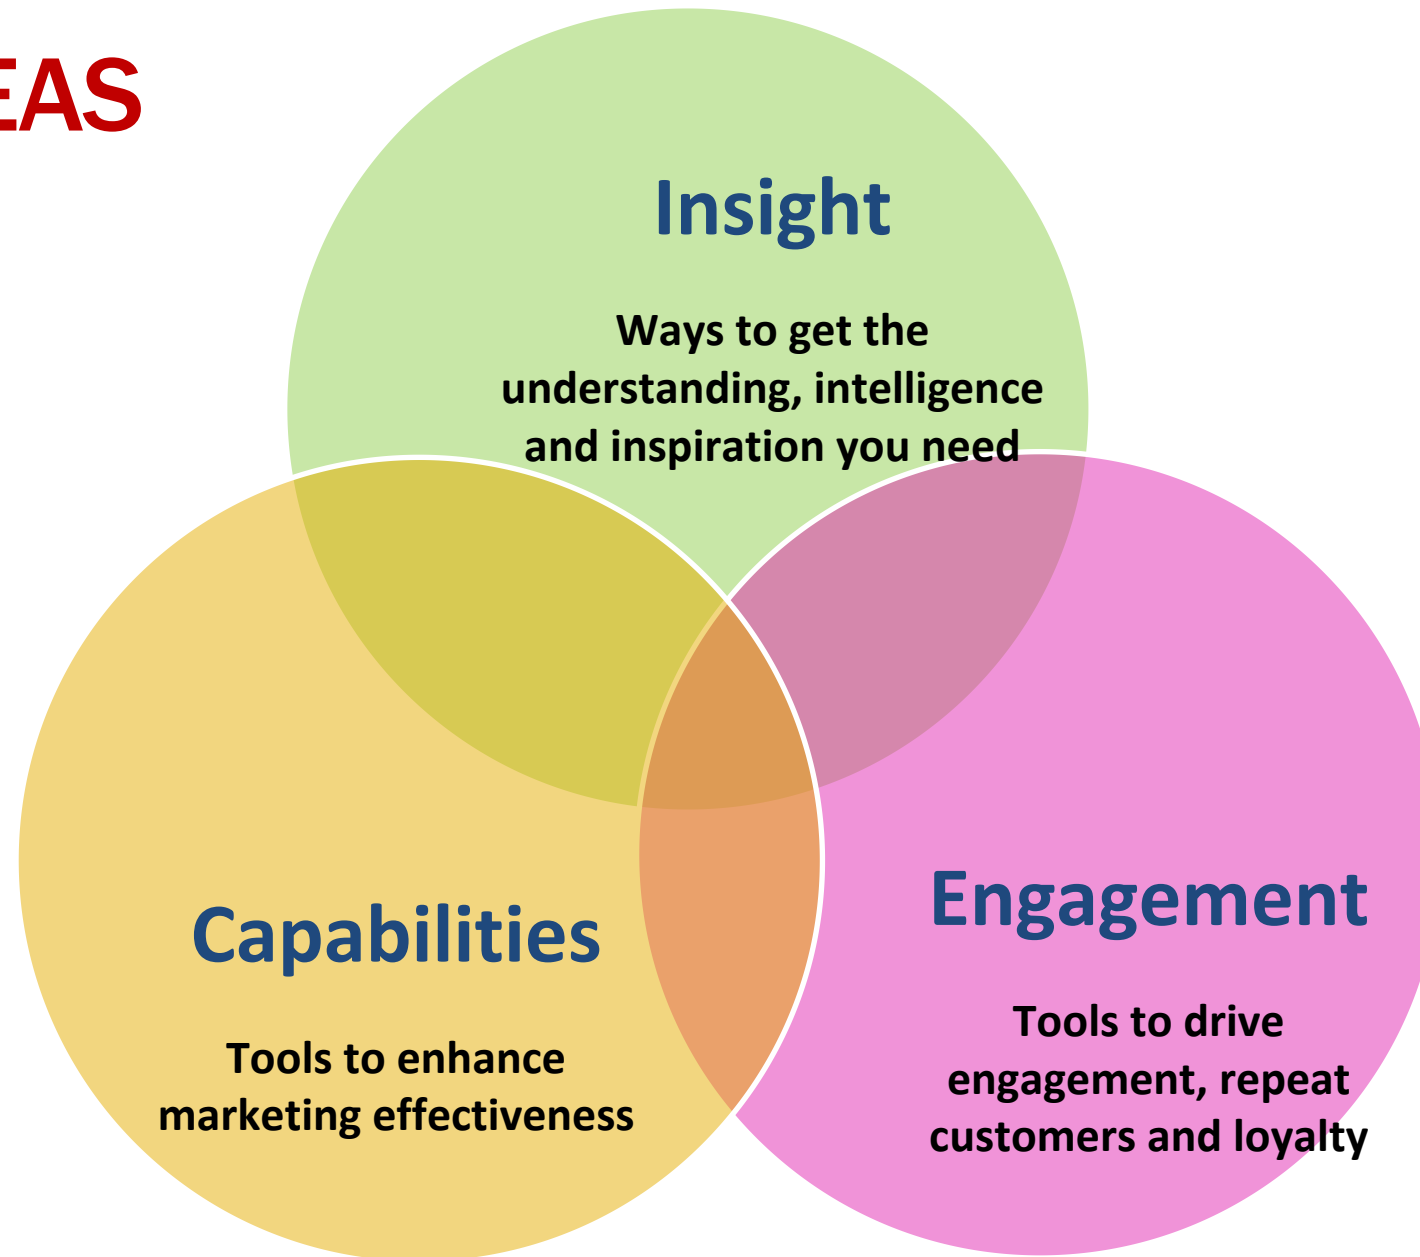 EAS
Insight
Ways to get the
understanding, intelligence
and inspiration you need
Capabilities
Tools to enhance
marketing effectiveness
Engagement
Tools to drive
engagement, repeat
customers and loyalty